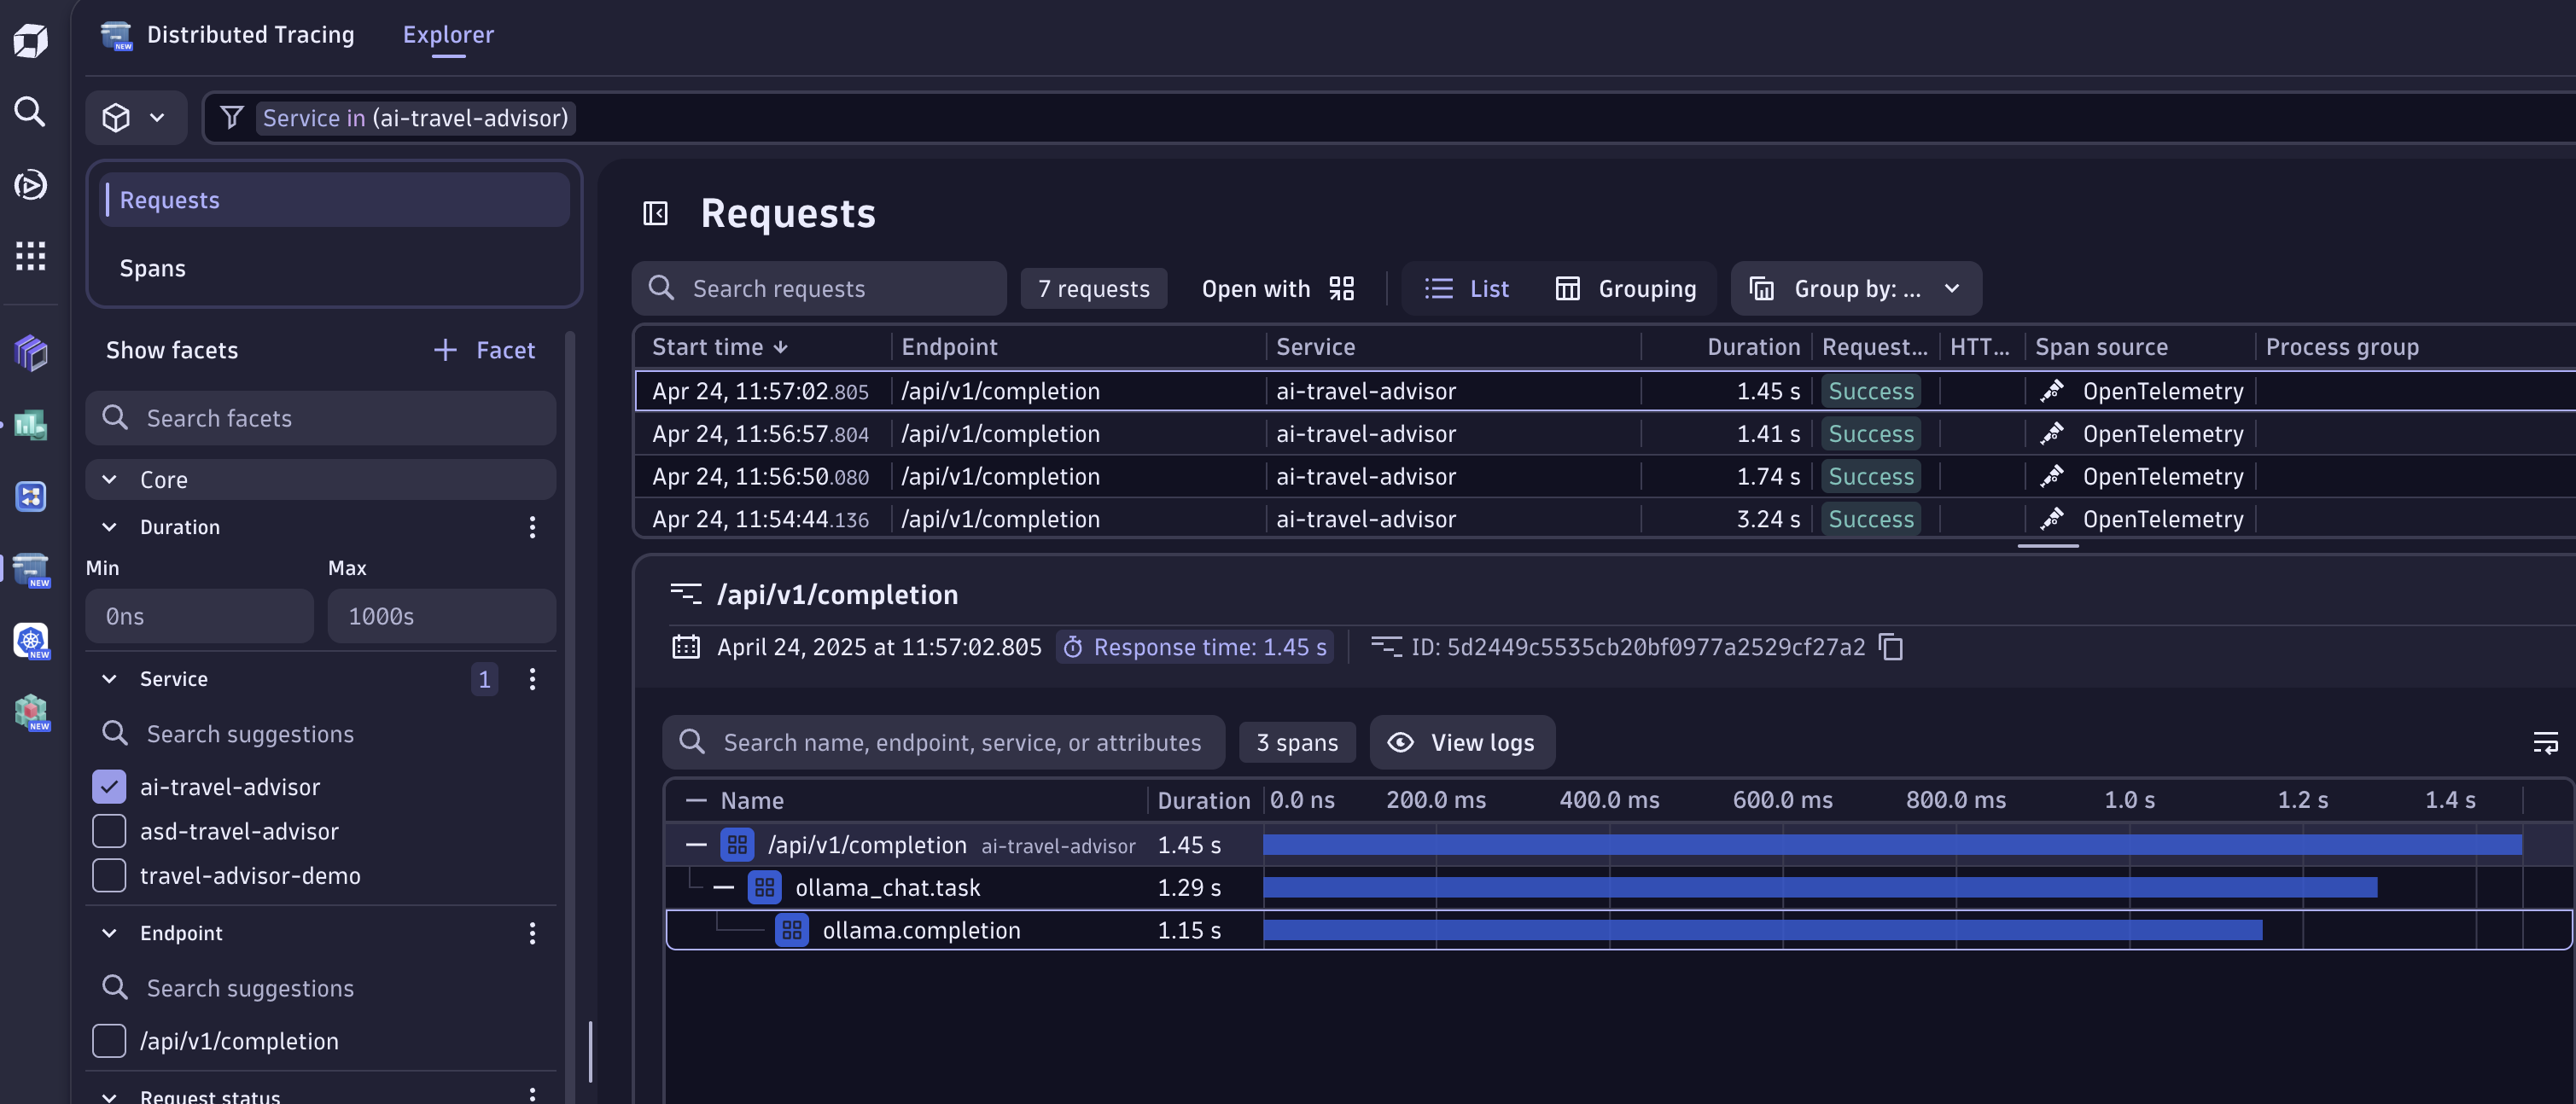 Distributed Tracing Explorer
Service in (ai-travel-advisor)
Requests
Spans
Show facets + Facet
Search facets
Core
Duration
Min Max
0ns 1000s
Service 1
Search suggestions
ai-travel-advisor
asd-travel-advisor
travel-advisor-demo
Endpoint
Search suggestions
/api/v1/completion
Request status
Requests
Search requests 7 requests Open with List Grouping Group by: ...
Start time Endpoint Service Duration Request... HTT... Span source Process group
Apr 24, 11:57:02.805 /api/v1/completion ai-travel-advisor 1.45 s Success OpenTelemetry
Apr 24, 11:56:57.804 /api/v1/completion ai-travel-advisor 1.41 s Success OpenTelemetry
Apr 24, 11:56:50.080 /api/v1/completion ai-travel-advisor 1.74 s Success OpenTelemetry
Apr 24, 11:54:44.136 /api/v1/completion ai-travel-advisor 3.24 s Success OpenTelemetry
/api/v1/completion
April 24, 2025 at 11:57:02.805 Response time: 1.45 s ID: 5d2449c5535cb20bf0977a2529cf27a2
Search name, endpoint, service, or attributes 3 spans View logs
Name Duration 0.0 ns 200.0 ms 400.0 ms 600.0 ms 800.0 ms 1.0 s 1.2 s 1.4 s
/api/v1/completion ai-travel-advisor 1.45 s
ollama_chat.task 1.29 s
ollama.completion 1.15 s
NEW
NEW
NEW
NEW